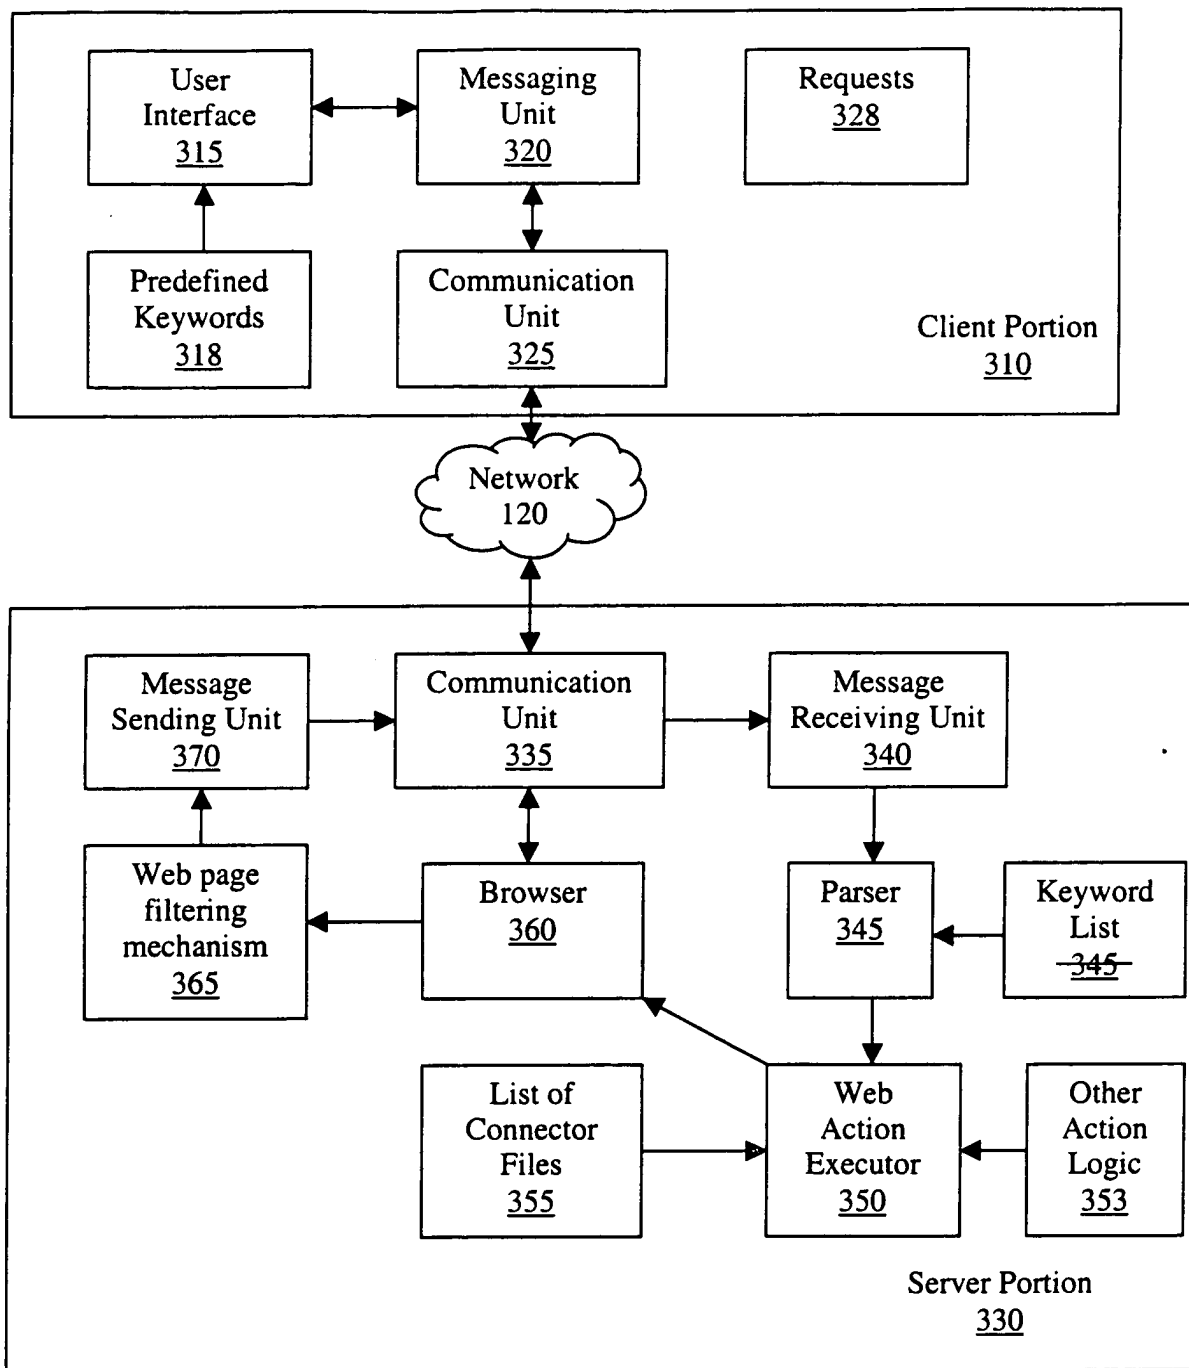 User
Interface
315
Messaging
Unit
320
Requests
328
Predefined
Keywords
318
Communication
Unit
325
Client Portion
310
Network
120
Message
Sending Unit
370
Communication
Unit
335
Message
Receiving Unit
340
Web page
filtering
mechanism
365
Browser
360
Parser
345
Keyword
List
345
List of
Connector
Files
355
Web
Action
Executor
350
Other
Action
Logic
353
Server Portion
330